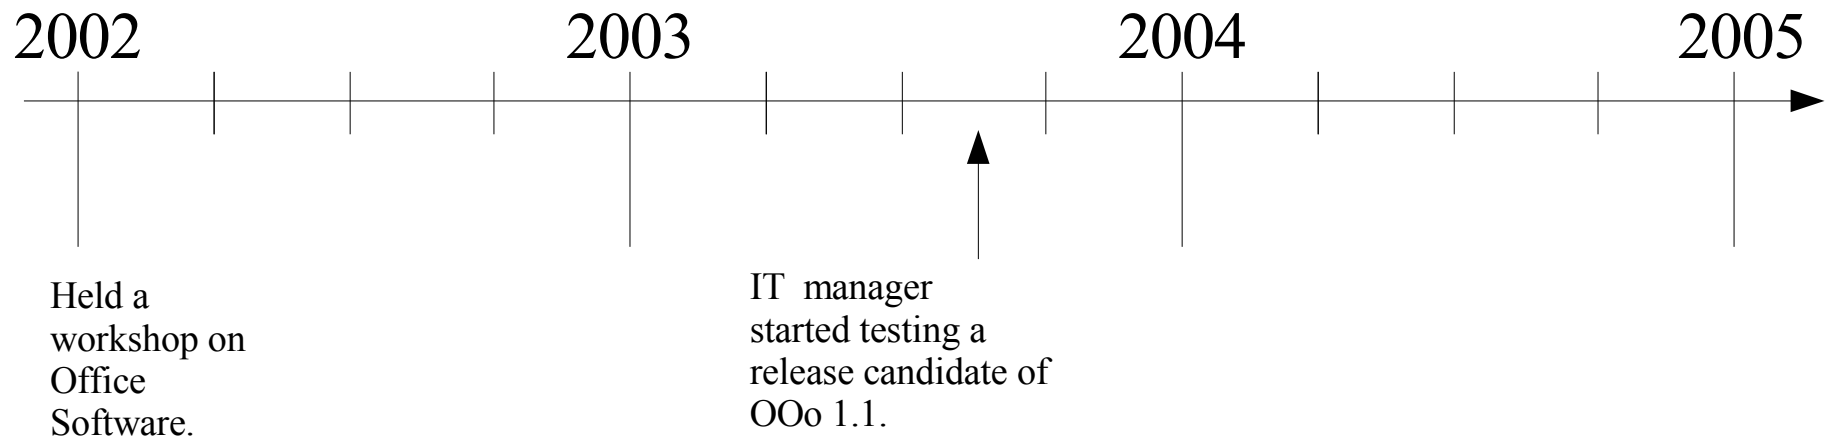 2002 2003 2004 2005
Held a
workshop on
Office
Software.
IT manager
started testing a
release candidate of
OOo 1.1.